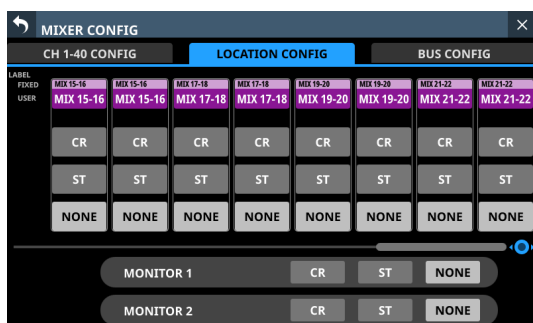 MIXER CONFIG
CH 1-40 CONFIG LOCATION CONFIG BUS CONFIG
LABEL
FIXED MIX 15-16 MIX 15-16 MIX 17-18 MIX 17-18 MIX 19-20 MIX 19-20 MIX 21-22 MIX 21-22
USER MIX 15-16 MIX 15-16 MIX 17-18 MIX 17-18 MIX 19-20 MIX 19-20 MIX 21-22 MIX 21-22
CR CR CR CR CR CR CR CR
ST ST ST ST ST ST ST ST
NONE NONE NONE NONE NONE NONE NONE NONE
MONITOR 1 CR ST NONE
MONITOR 2 CR ST NONE